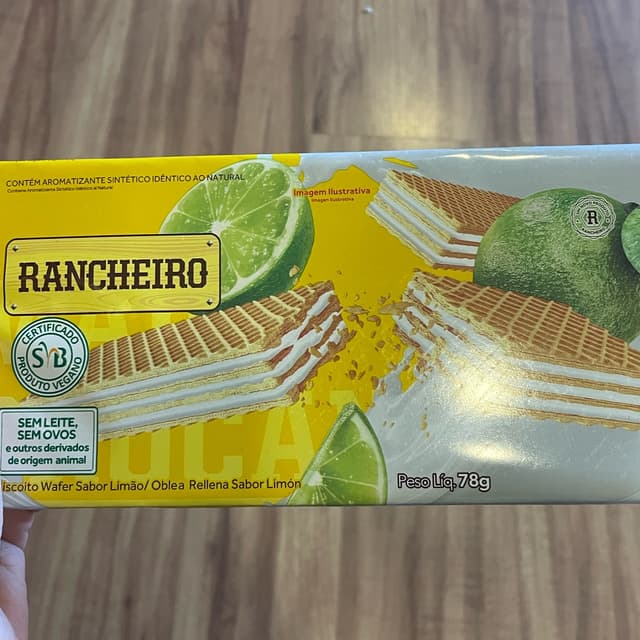 CONTÉM AROMATIZANTE SINTÉTICO IDÊNTICO AO NATURAL
Contiene Aromatizante Sintético Idéntico al Natural
Imagem Ilustrativa
Imagen Ilustrativa
R
RANCHEIRO
CERTIFICADO
SVB
PRODUTO VEGANO
SEM LEITE,
SEM OVOS
e outros derivados
de origem animal
iscoito Wafer Sabor Limão/ Oblea Rellena Sabor Limón
Peso Líq. 78g